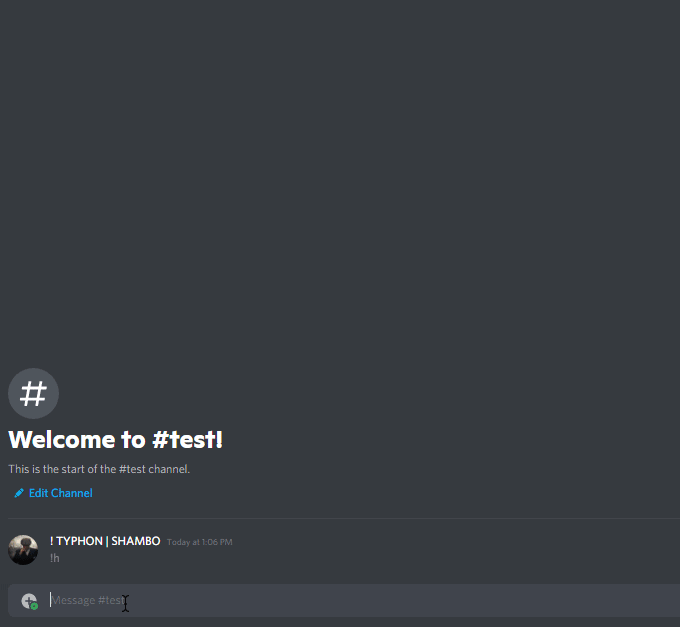 #
Welcome to #test!
This is the start of the #test channel.
Edit Channel
! TYPHON | SHAMBO Today at 1:06 PM
!h
Message #test